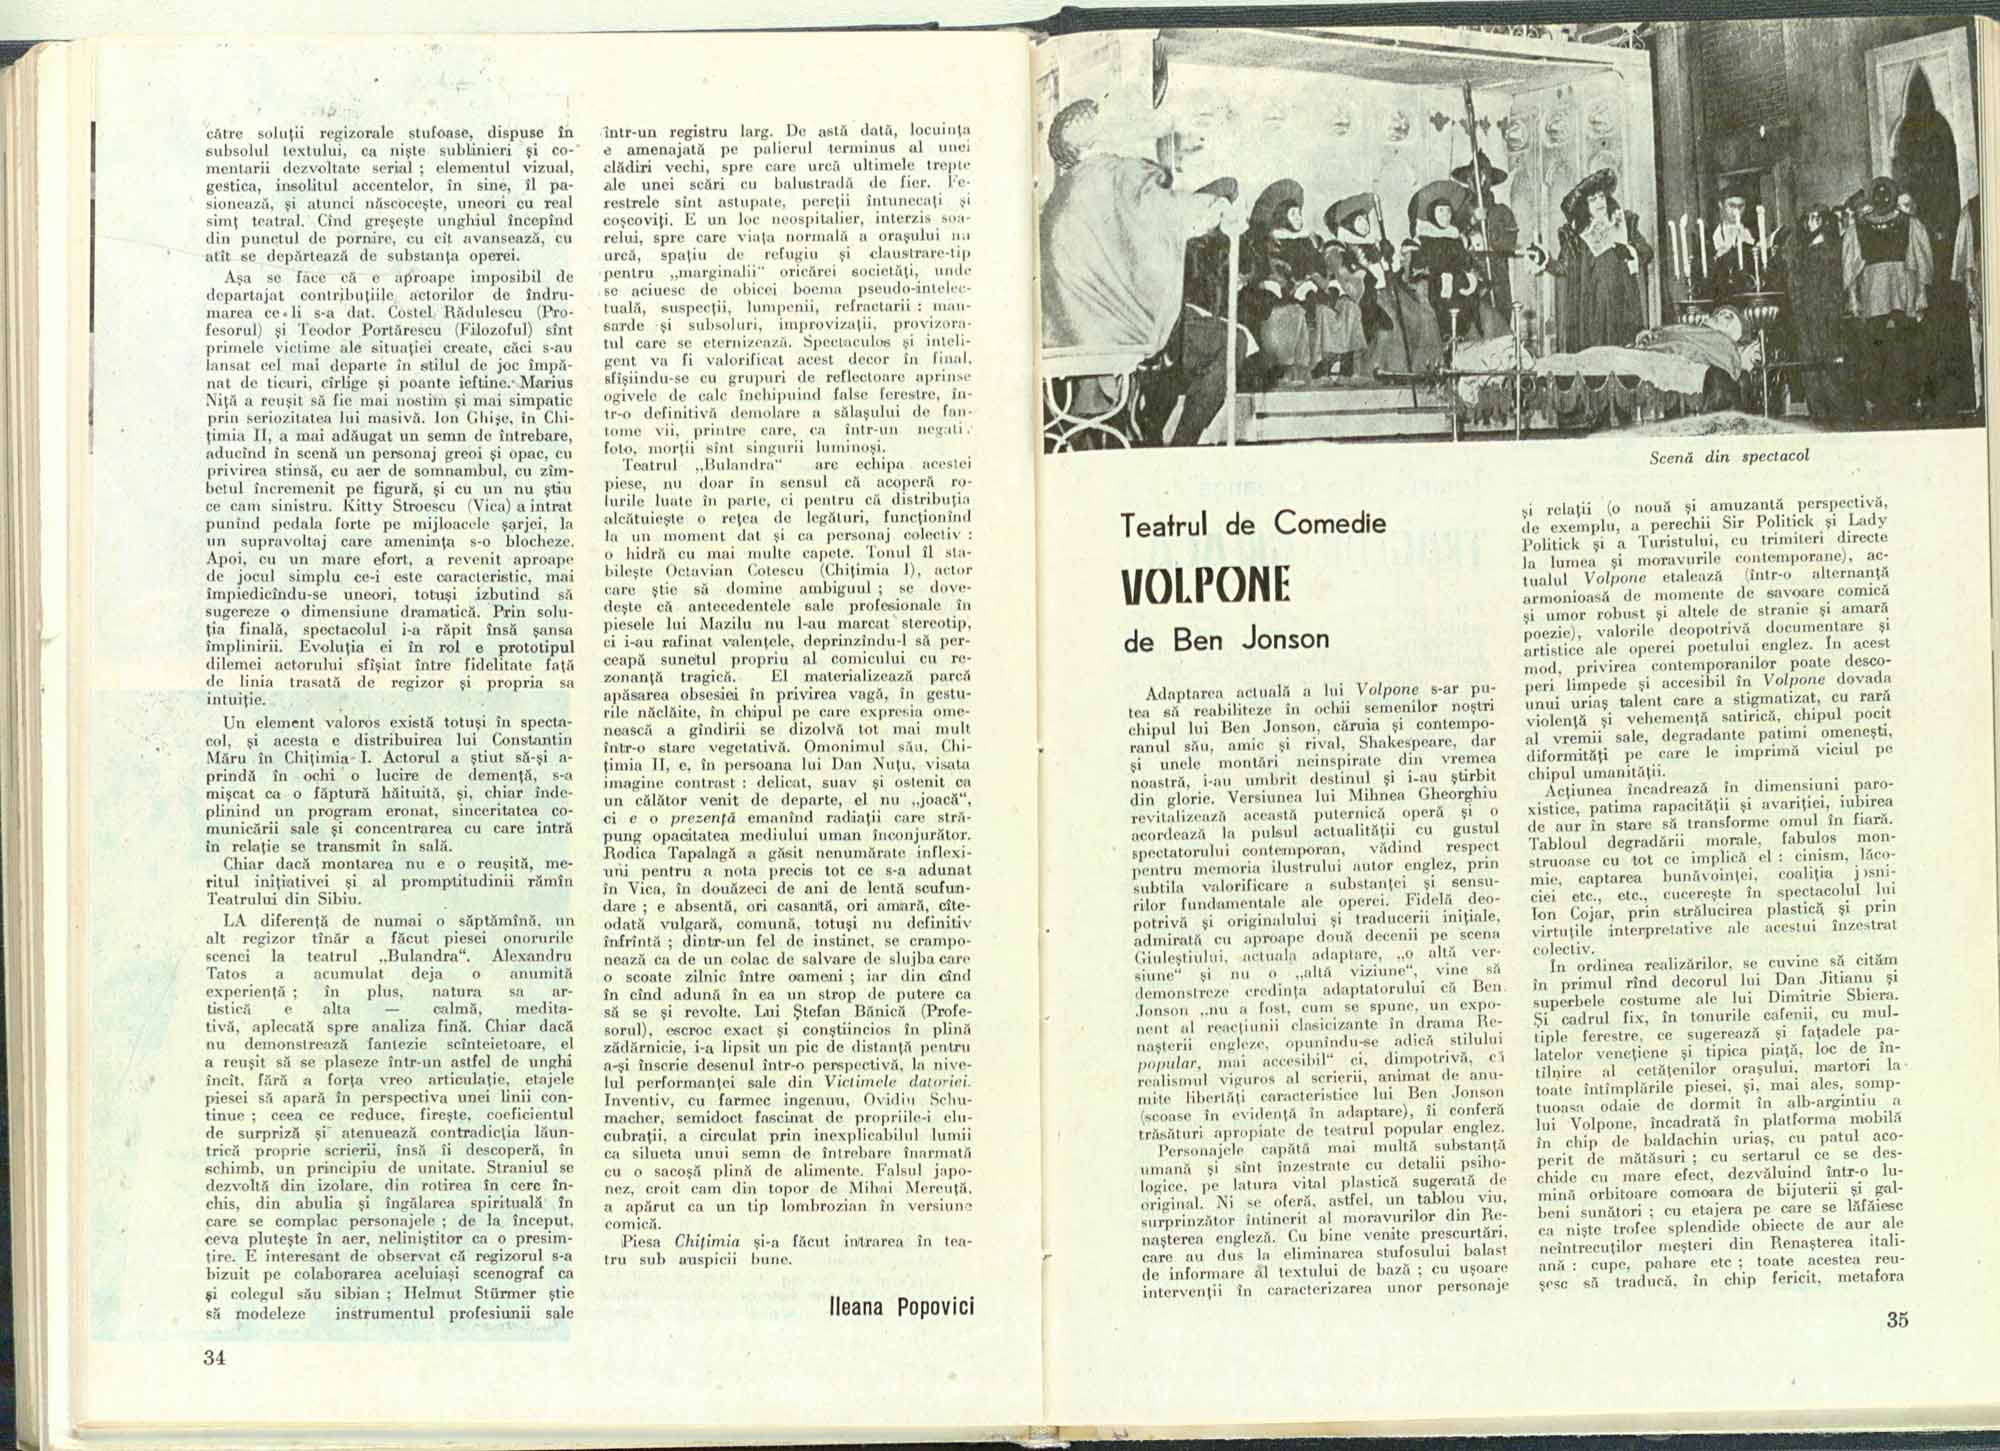 către soluții regizorale stufoase, dispuse în
subsolul textului, ca niște sublinieri și co-
mentarii dezvoltate serial ; elementul vizual,
gestica, insolitul accentelor, în sine, îl pa-
sionează, și atunci născocește, uneori cu real
simț teatral. Cînd greșește unghiul începînd
din punctul de pornire, cu cît avansează, cu
atît se depărtează de substanța operei.
Așa se face că e aproape imposibil de
departajat contribuțiile actorilor de îndru-
marea ce li s-a dat. Costel Rădulescu (Pro-
fesorul) și Teodor Portărescu (Filozoful) sînt
primele victime ale situației create, căci s-au
lansat cel mai departe în stilul de joc împă-
nat de ticuri, cîrlige și poante ieftine. Marius
Niță a reușit să fie mai nostim și mai simpatic
prin seriozitatea lui masivă. Ion Ghișe, în Chi-
țimia II, a mai adăugat un semn de întrebare,
aducînd în scenă un personaj greoi și opac, cu
privirea stinsă, cu aer de somnambul, cu zîm-
betul încremenit pe figură, și cu un nu știu
ce cam sinistru. Kitty Stroescu (Vica) a intrat
punînd pedala forte pe mijloacele șarjei, la
un supravoltaj care amenința s-o blocheze.
Apoi, cu un mare efort, a revenit aproape
de jocul simplu ce-i este caracteristic, mai
împiedicîndu-se uneori, totuși izbutind să
sugereze o dimensiune dramatică. Prin solu-
ția finală, spectacolul i-a răpit însă șansa
împlinirii. Evoluția ei în rol e prototipul
dilemei actorului sfîșiat între fidelitate față
de linia trasată de regizor și propria sa
intuiție.
Un element valoros există totuși în specta-
col, și acesta e distribuirea lui Constantin
Măru în Chițimia I. Actorul a știut să-și a-
prindă în ochi o lucire de demență, s-a
mișcat ca o făptură hăituită, și, chiar înde-
plinind un program eronat, sinceritatea co-
municării sale și concentrarea cu care intră
în relație se transmit în sală.
Chiar dacă montarea nu e o reușită, me-
ritul inițiativei și al promptitudinii rămîn
Teatrului din Sibiu.
LA diferență de numai o săptămînă, un
alt regizor tînăr a făcut piesei onorurile
scenei la teatrul „Bulandra“. Alexandru
Tatos a acumulat deja o anumită
experiență ; în plus, natura sa ar-
tistică e alta — calmă, medita-
tivă, aplecată spre analiza fină. Chiar dacă
nu demonstrează fantezie scînteietoare, el
a reușit să se plaseze într-un astfel de unghi
încît, fără a forța vreo articulație, etajele
piesei să apară în perspectiva unei linii con-
tinue ; ceea ce reduce, firește, coeficientul
de surpriză și atenuează contradicția lăun-
trică proprie scrierii, însă îi descoperă, în
schimb, un principiu de unitate. Straniul se
dezvoltă din izolare, din rotirea în cerc în-
chis, din abulia și îngălarea spirituală în
care se complac personajele ; de la început,
ceva plutește în aer, neliniștitor ca o presim-
țire. E interesant de observat că regizorul s-a
bizuit pe colaborarea aceluiași scenograf ca
și colegul său sibian ; Helmut Stürmer știe
să modeleze instrumentul profesiunii sale
34
într-un registru larg. De astă dată, locuința
e amenajată pe palierul terminus al unei
clădiri vechi, spre care urcă ultimele trepte
ale unei scări cu balustradă de fier. Fe-
restrele sînt astupate, pereții întunecați și
coșcoviți. E un loc neospitalier, interzis soa-
relui, spre care viața normală a orașului nu
urcă, spațiu de refugiu și claustrare-tip
pentru „marginalii“ oricărei societăți, unde
se aciuesc de obicei boema pseudo-intelec-
tuală, suspecții, lumpenii, refractarii : man-
sarde și subsoluri, improvizații, provizora-
tul care se eternizează. Spectaculos și inteli-
gent va fi valorificat acest decor în final,
sfîșiindu-se cu grupuri de reflectoare aprinse
ogivele de calc închipuind false ferestre, în-
tr-o definitivă demolare a sălașului de fan-
tome vii, printre care, ca într-un negativ
foto, morții sînt singurii luminoși.
Teatrul „Bulandra“ are echipa acestei
piese, nu doar în sensul că acoperă ro-
lurile luate în parte, ci pentru că distribuția
alcătuiește o rețea de legături, funcționînd
la un moment dat și ca personaj colectiv :
o hidră cu mai multe capete. Tonul îl sta-
bilește Octavian Cotescu (Chițimia I), actor
care știe să domine ambiguul ; se dove-
dește că antecedentele sale profesionale în
piesele lui Mazilu nu l-au marcat stereotip,
ci i-au rafinat valențele, deprinzîndu-l să per-
ceapă sunetul propriu al comicului cu re-
zonanță tragică. El materializează parcă
apăsarea obsesiei în privirea vagă, în gestu-
rile năclăite, în chipul pe care expresia ome-
nească a gîndirii se dizolvă tot mai mult
într-o stare vegetativă. Omonimul său, Chi-
țimia II, e, în persoana lui Dan Nuțu, visata
imagine contrast : delicat, suav și ostenit ca
un călător venit de departe, el nu „joacă“,
ci e o prezență emanînd radiații care stră-
pung opacitatea mediului uman înconjurător.
Rodica Tapalagă a găsit nenumărate inflexi-
uni pentru a nota precis tot ce s-a adunat
în Vica, în douăzeci de ani de lentă scufun-
dare ; e absentă, ori casantă, ori amară, cîte-
odată vulgară, comună, totuși nu definitiv
înfrîntă ; dintr-un fel de instinct, se crampo-
nează ca de un colac de salvare de slujba care
o scoate zilnic între oameni ; iar din cînd
în cînd adună în ea un strop de putere ca
să se și revolte. Lui Ștefan Bănică (Profe-
sorul), escroc exact și conștiincios în plină
zădărnicie, i-a lipsit un pic de distanță pentru
a-și înscrie desenul într-o perspectivă, la nive-
lul performanței sale din Victimele datoriei.
Inventiv, cu farmec ingenuu, Ovidiu Schu-
macher, semidoct fascinat de propriile-i elu-
cubrații, a circulat prin inexplicabilul lumii
ca silueta unui semn de întrebare înarmată
cu o sacoșă plină de alimente. Falsul japo-
nez, croit cam din topor de Mihai Mereuță,
a apărut ca un tip lombrozian în versiune
comică.
Piesa Chițimia și-a făcut intrarea în tea-
tru sub auspicii bune.
Ileana Popovici
Scenă din spectacol
Teatrul de Comedie
VOLPONE
de Ben Jonson
Adaptarea actuală a lui Volpone s-ar pu-
tea să reabiliteze în ochii semenilor noștri
chipul lui Ben Jonson, căruia și contempo-
ranul său, amic și rival, Shakespeare, dar
și unele montări neinspirate din vremea
noastră, i-au umbrit destinul și i-au știrbit
din glorie. Versiunea lui Mihnea Gheorghiu
revitalizează această puternică operă și o
acordează la pulsul actualității cu gustul
spectatorului contemporan, vădind respect
pentru memoria ilustrului autor englez, prin
subtila valorificare a substanței și sensu-
rilor fundamentale ale operei. Fidelă deo-
potrivă și originalului și traducerii inițiale,
admirată cu aproape două decenii pe scena
Giuleștiului, actuala adaptare, „o altă ver-
siune“ și nu o „altă viziune“, vine să
demonstreze credința adaptatorului că Ben
Jonson „nu a fost, cum se spune, un expo-
nent al reacțiunii clasicizante în drama Re-
nașterii engleze, opunîndu-se adică stilului
popular, mai accesibil“ ci, dimpotrivă, că
realismul viguros al scrierii, animat de anu-
mite libertăți caracteristice lui Ben Jonson
(scoase în evidență în adaptare), îi conferă
trăsături apropiate de teatrul popular englez.
Personajele capătă mai multă substanță
umană și sînt înzestrate cu detalii psiho-
logice, pe latura vital plastică sugerată de
original. Ni se oferă, astfel, un tablou viu,
surprinzător întinerit al moravurilor din Re-
nașterea engleză. Cu bine venite prescurtări,
care au dus la eliminarea stufosului balast
de informare al textului de bază ; cu ușoare
intervenții în caracterizarea unor personaje
și relații (o nouă și amuzantă perspectivă,
de exemplu, a perechii Sir Politick și Lady
Politick și a Turistului, cu trimiteri directe
la lumea și moravurile contemporane), ac-
tualul Volpone etalează (într-o alternanță
armonioasă de momente de savoare comică
și umor robust și altele de stranie și amară
poezie), valorile deopotrivă documentare și
artistice ale operei poetului englez. In acest
mod, privirea contemporanilor poate desco-
peri limpede și accesibil în Volpone dovada
unui uriaș talent care a stigmatizat, cu rară
violență și vehemență satirică, chipul pocit
al vremii sale, degradante patimi omenești,
diformități pe care le imprimă viciul pe
chipul umanității.
Acțiunea încadrează în dimensiuni paro-
xistice, patima rapacității și avariției, iubirea
de aur în stare să transforme omul în fiară.
Tabloul degradării morale, fabulos mon-
struoase cu tot ce implică el : cinism, lăco-
mie, captarea bunăvoinței, coaliția josni-
ciei etc., etc., cucerește în spectacolul lui
Ion Cojar, prin strălucirea plastică și prin
virtuțile interpretative ale acestui înzestrat
colectiv.
In ordinea realizărilor, se cuvine să cităm
în primul rînd decorul lui Dan Jitianu și
superbele costume ale lui Dimitrie Sbiera.
Și cadrul fix, în tonurile cafenii, cu mul-
tiple ferestre, ce sugerează și fațadele pa-
latelor venețiene și tipica piață, loc de în-
tîlnire al cetățenilor orașului, martori la
toate întîmplările piesei, și, mai ales, somp-
tuoasa odaie de dormit în alb-argintiu a
lui Volpone, încadrată în platforma mobilă
în chip de baldachin uriaș, cu patul aco-
perit de mătăsuri ; cu sertarul ce se des-
chide cu mare efect, dezvăluind într-o lu-
mină orbitoare comoara de bijuterii și gal-
beni sunători ; cu etajera pe care se lăfăiesc
ca niște trofee splendide obiecte de aur ale
neîntrecuților meșteri din Renașterea itali-
ană : cupe, pahare etc ; toate acestea reu-
șesc să traducă, în chip fericit, metafora
35